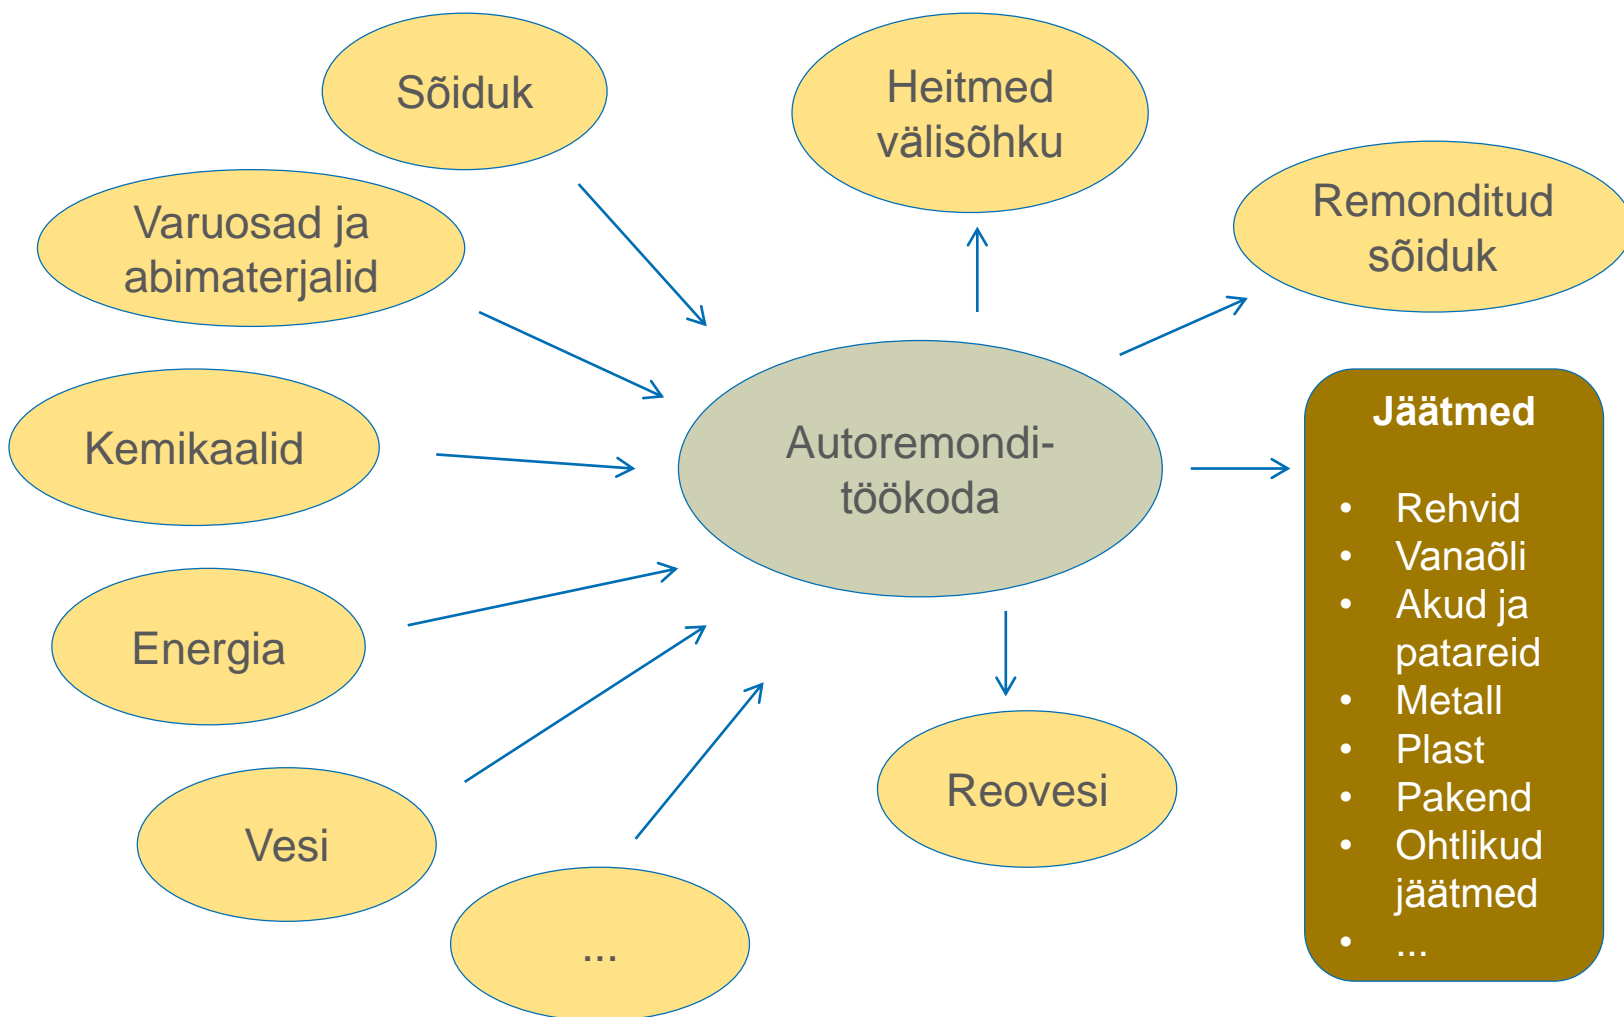 Sõiduk
Varuosad ja
abimaterjalid
Kemikaalid
Energia
Vesi
...
Autoremondi-
töökoda
Heitmed
välisõhku
Remonditud
sõiduk
Reovesi
Jäätmed
• Rehvid
• Vanaõli
• Akud ja
patareid
• Metall
• Plast
• Pakend
• Ohtlikud
jäätmed
• ...